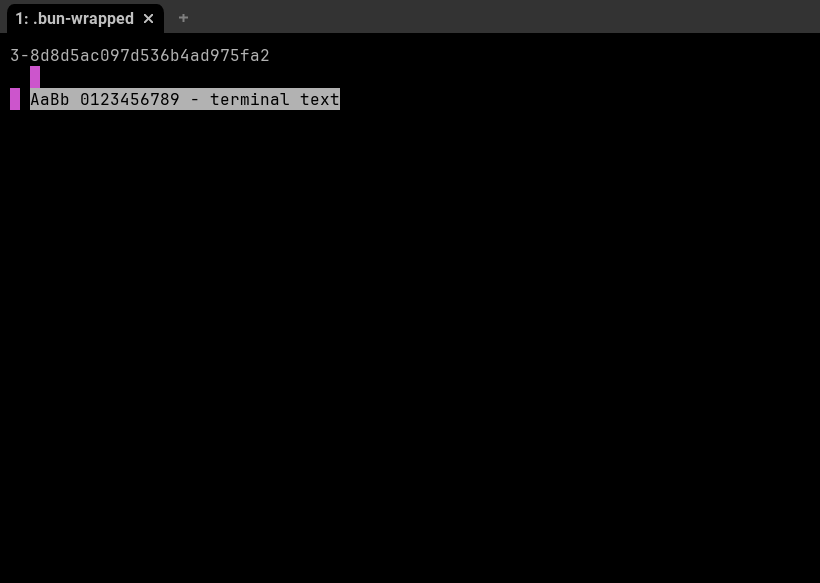 1: .bun-wrapped ✕ +
3-8d8d5ac097d536b4ad975fa2
AaBb 0123456789 - terminal text